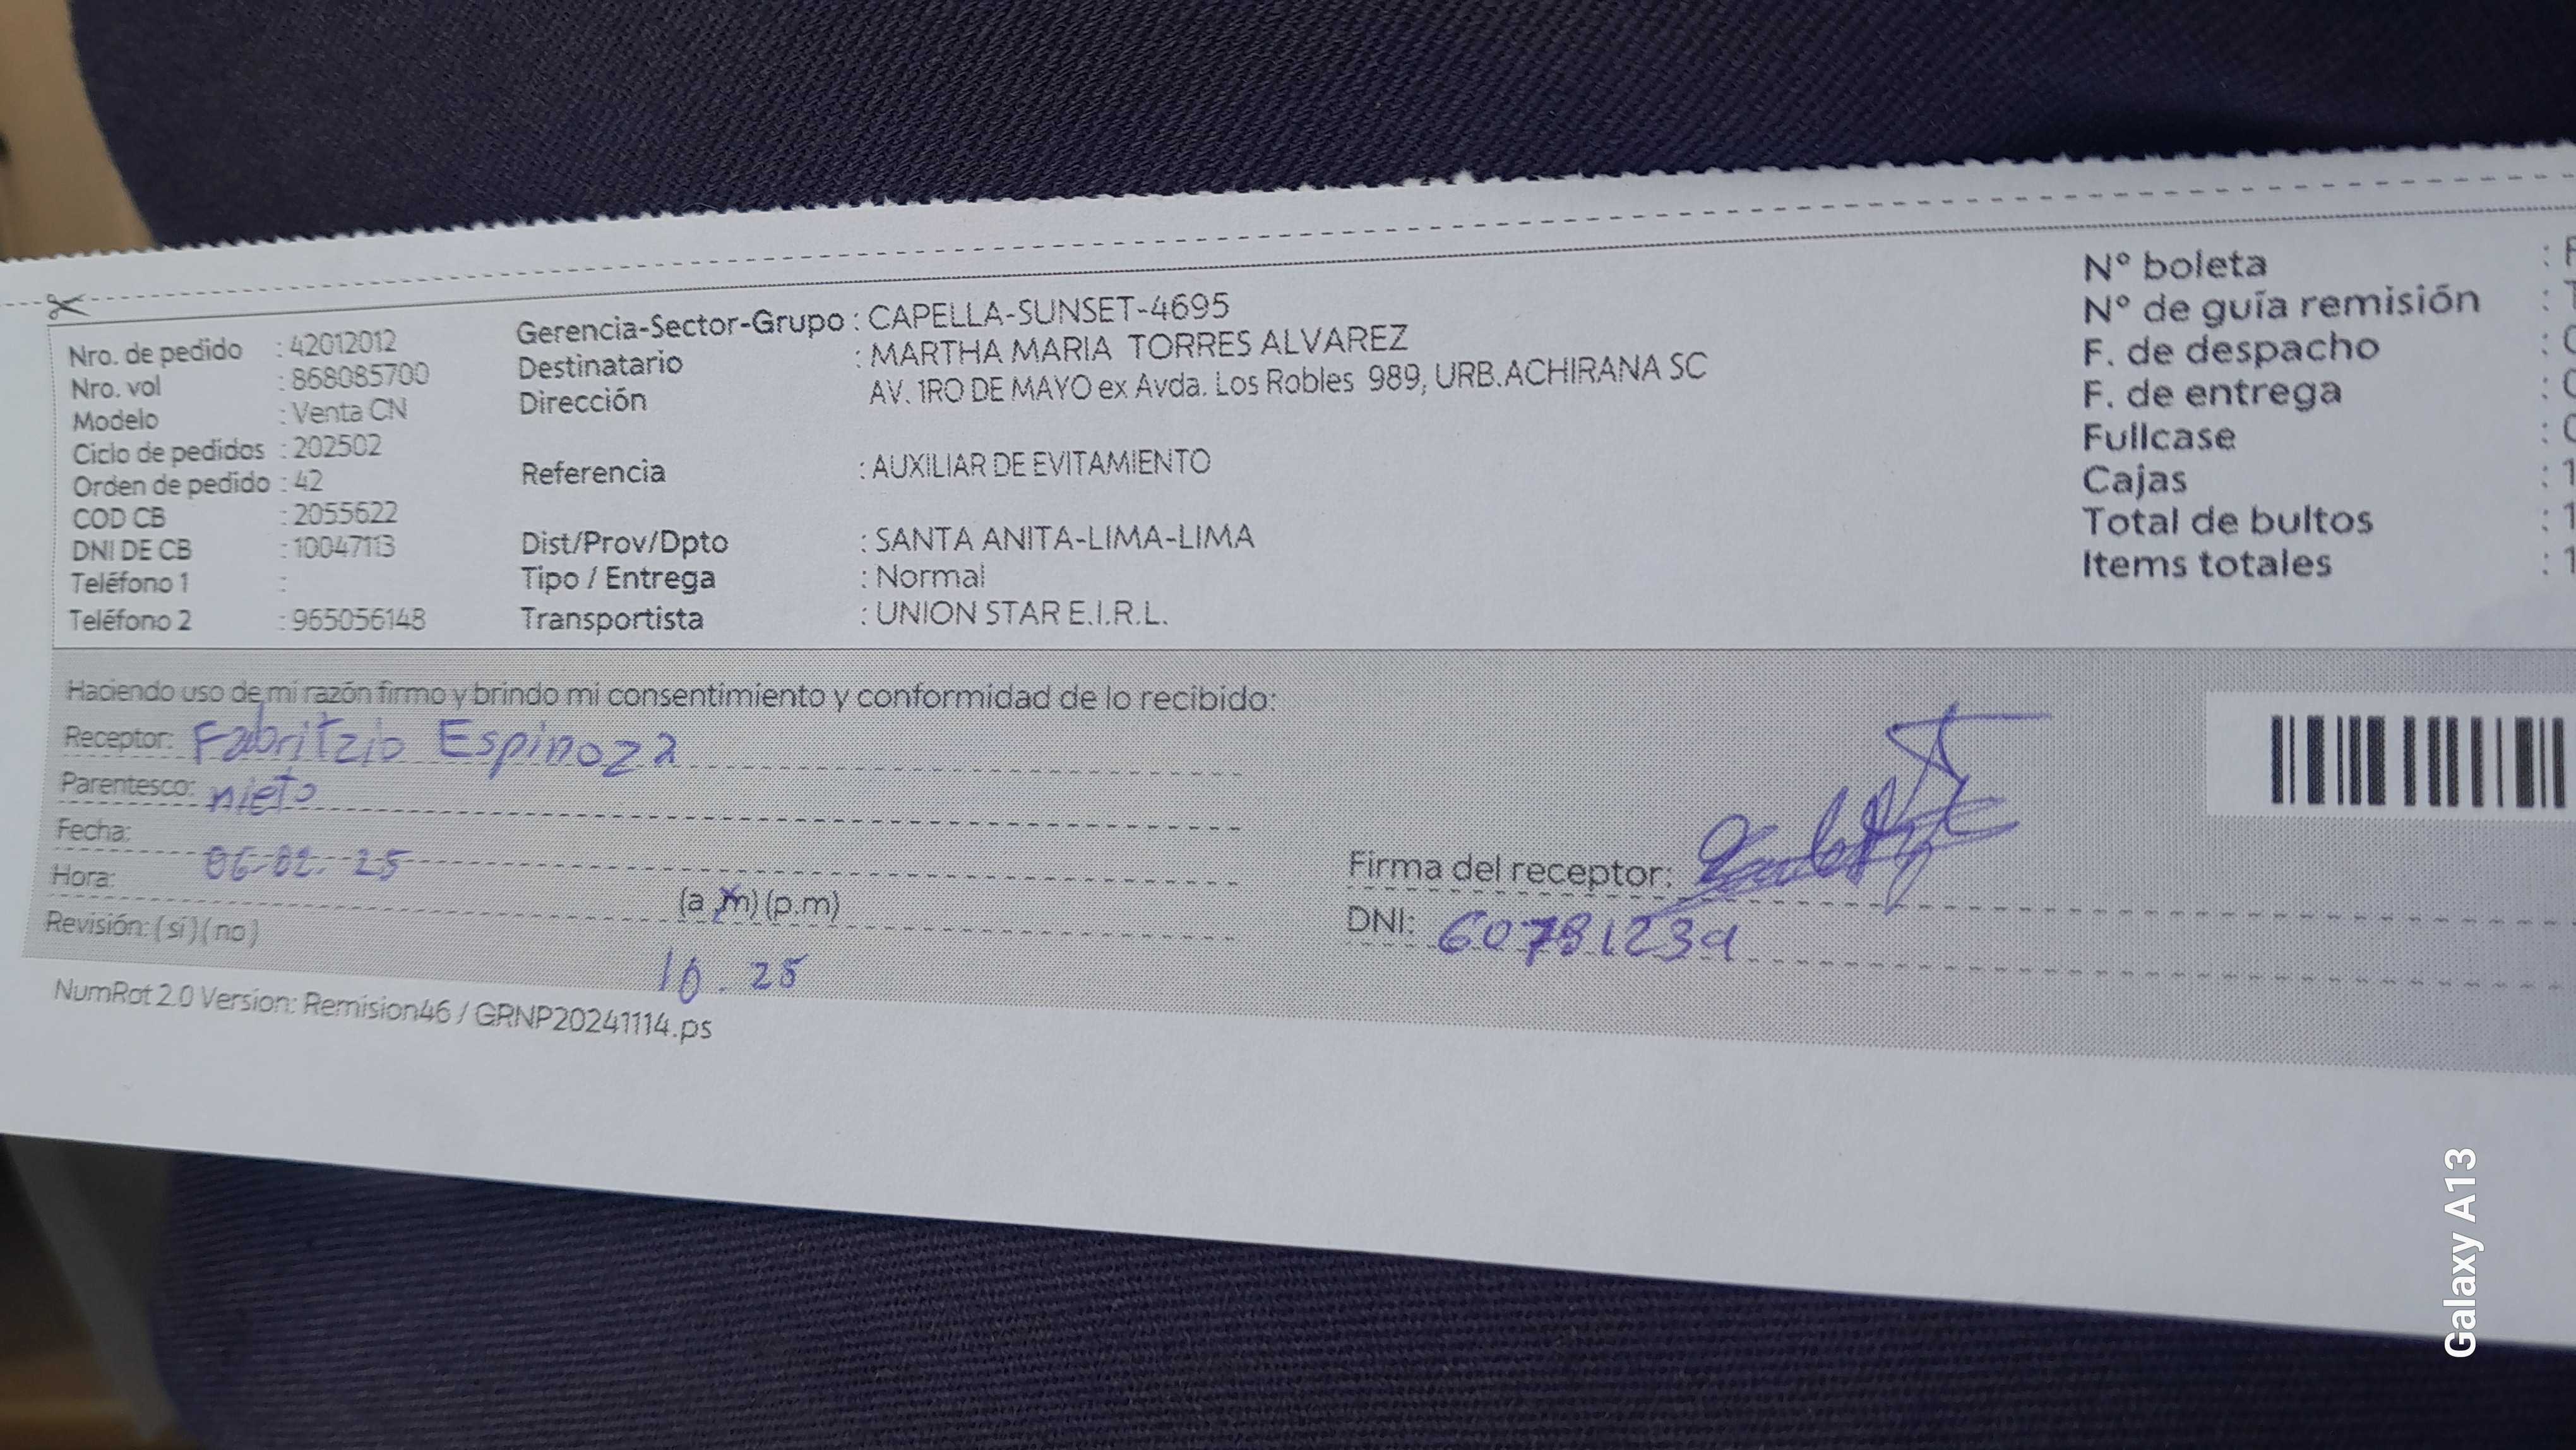 Nro. de pedido : 42012012
Nro. vol : 868085700
Modelo : Venta CN
Ciclo de pedidos : 202502
Orden de pedido : 42
COD CB : 2055622
DNI DE CB : 10047113
Teléfono 1 :
Teléfono 2 : 965056148
Gerencia-Sector-Grupo : CAPELLA-SUNSET-4695
Destinatario : MARTHA MARIA TORRES ALVAREZ
Dirección AV. 1RO DE MAYO ex Avda. Los Robles 989, URB.ACHIRANA SC
Referencia : AUXILIAR DE EVITAMIENTO
Dist/Prov/Dpto : SANTA ANITA-LIMA-LIMA
Tipo / Entrega : Normal
Transportista : UNION STAR E.I.R.L.
N° boleta :
N° de guía remisión :
F. de despacho :
F. de entrega :
Fullcase :
Cajas : 1
Total de bultos : 1
Items totales : 1
Haciendo uso de mi razón firmo y brindo mi consentimiento y conformidad de lo recibido:
Receptor: Fabritzio Espinoza
Parentesco: nieto
Fecha: 06-02-25
Hora: (a.m) (p.m)
Revisión: (si) (no)
10.25
Firma del receptor:
DNI:
NumRot 2.0 Version: Remision46 / GRNP20241114.ps
Galaxy A13